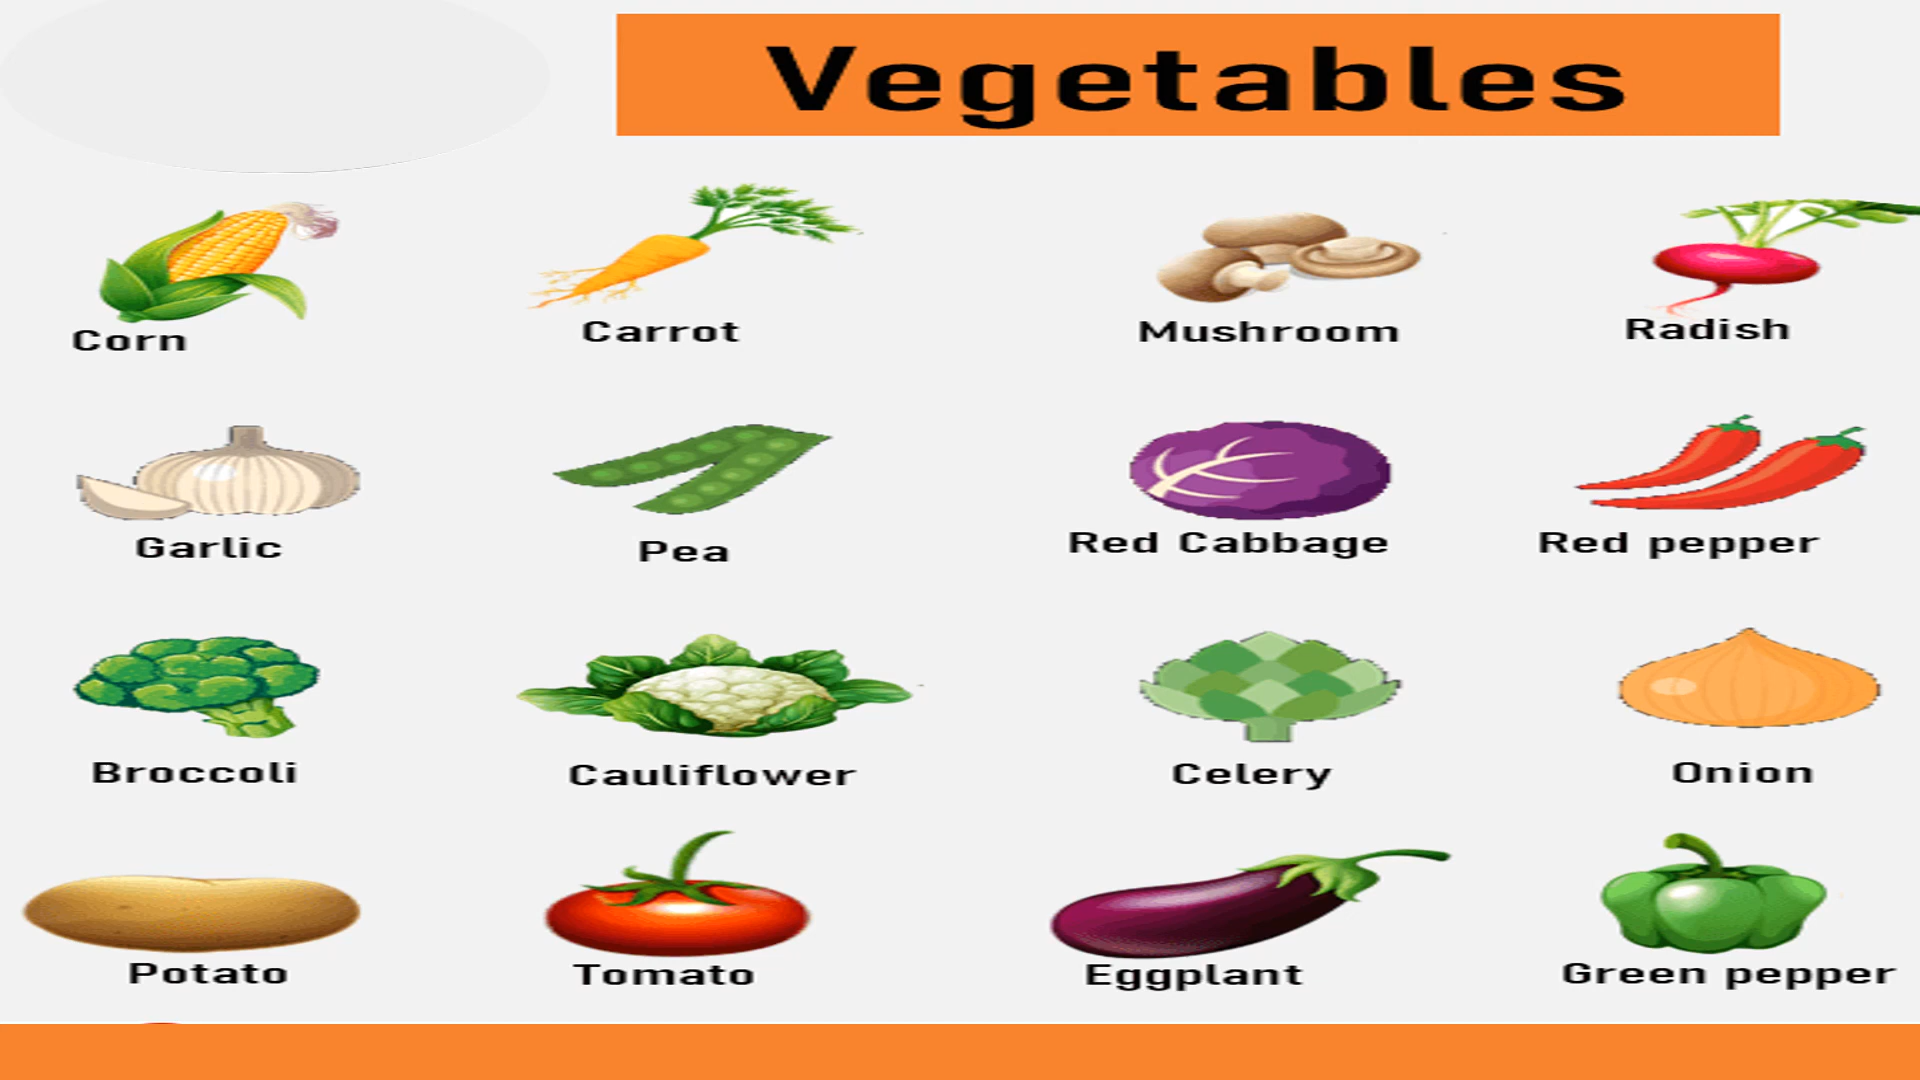 Vegetables
Corn
Carrot
Mushroom
Radish
Garlic
Pea
Red Cabbage
Red pepper
Broccoli
Cauliflower
Celery
Onion
Potato
Tomato
Eggplant
Green pepper